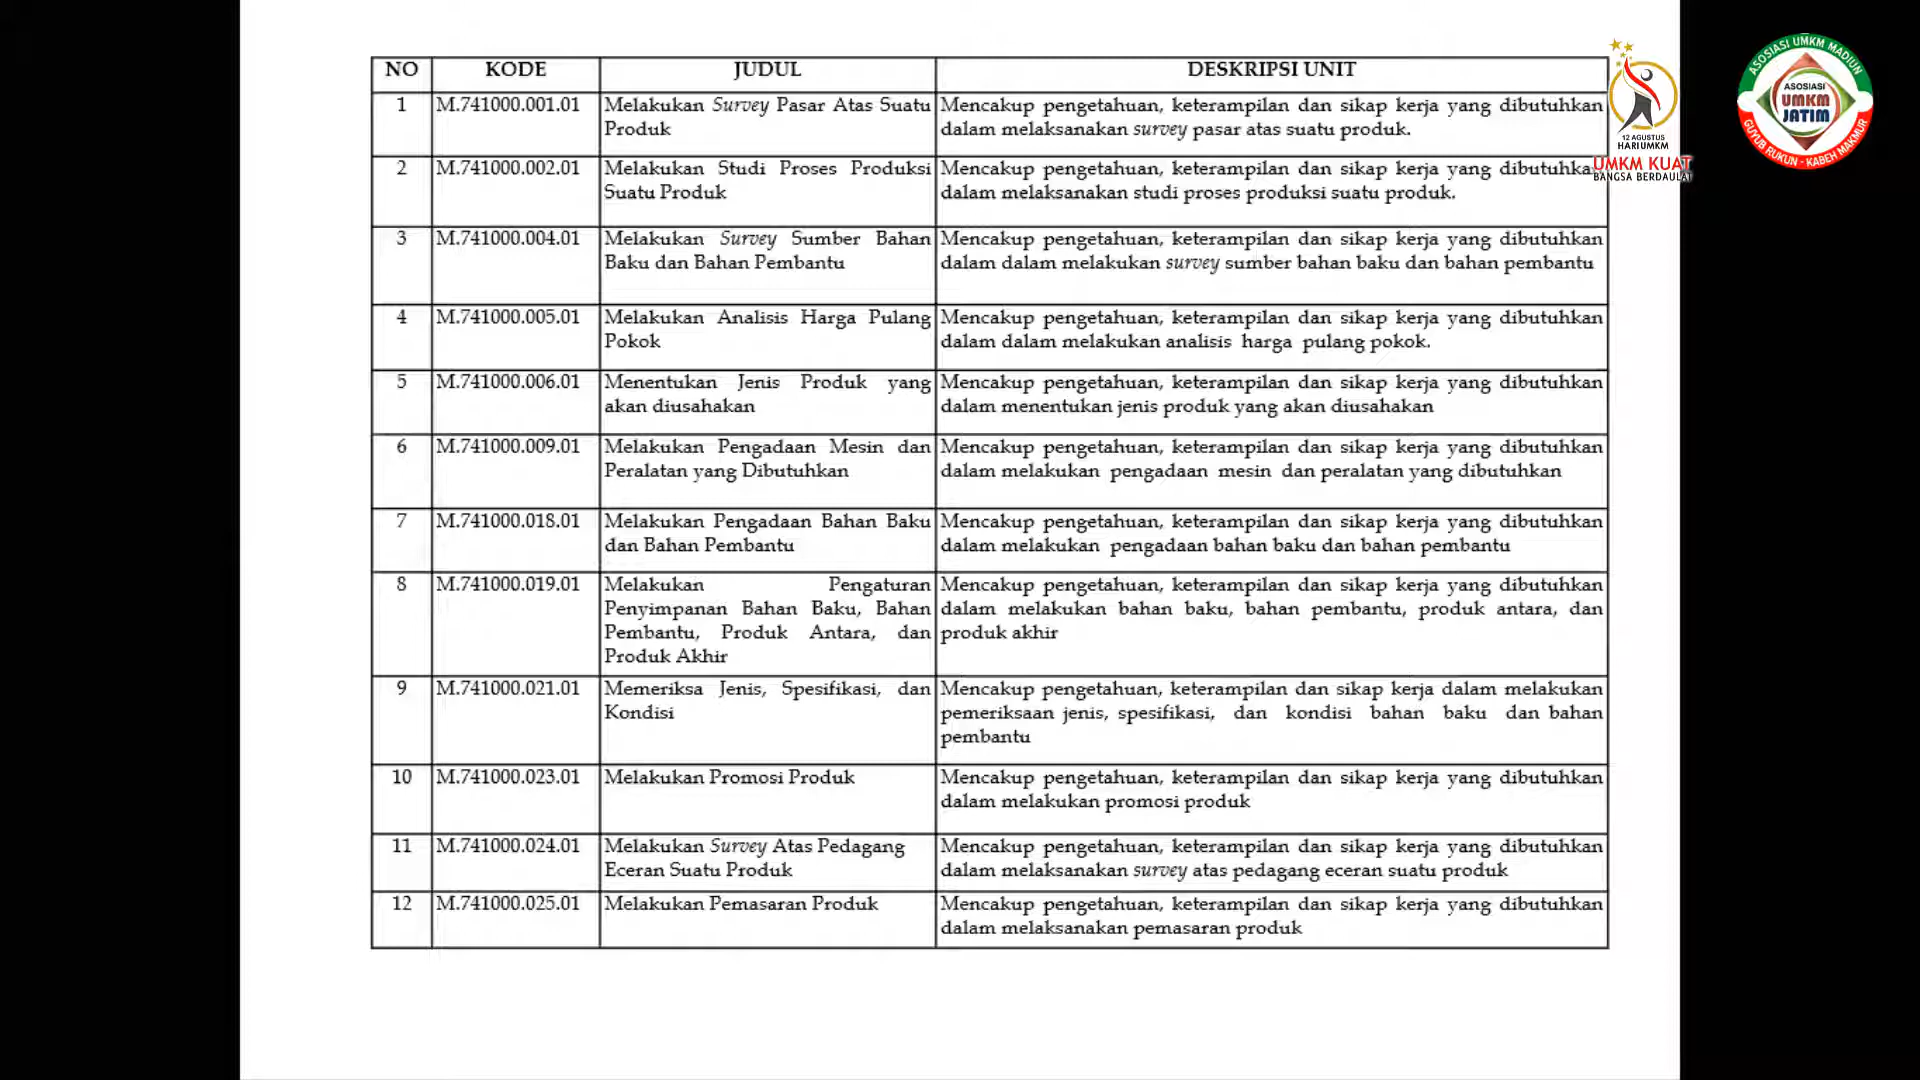 NO KODE JUDUL DESKRIPSI UNIT
1 M.741000.001.01 Melakukan Survey Pasar Atas Suatu Mencakup pengetahuan, keterampilan dan sikap kerja yang dibutuhkan
Produk dalam melaksanakan survey pasar atas suatu produk.
2 M.741000.002.01 Melakukan Studi Proses Produksi Mencakup pengetahuan, keterampilan dan sikap kerja yang dibutuhkan
Suatu Produk dalam melaksanakan studi proses produksi suatu produk.
3 M.741000.004.01 Melakukan Survey Sumber Bahan Mencakup pengetahuan, keterampilan dan sikap kerja yang dibutuhkan
Baku dan Bahan Pembantu dalam dalam melakukan survey sumber bahan baku dan bahan pembantu
4 M.741000.005.01 Melakukan Analisis Harga Pulang Mencakup pengetahuan, keterampilan dan sikap kerja yang dibutuhkan
Pokok dalam dalam melakukan analisis harga pulang pokok.
5 M.741000.006.01 Menentukan Jenis Produk yang Mencakup pengetahuan, keterampilan dan sikap kerja yang dibutuhkan
akan diusahakan dalam menentukan jenis produk yang akan diusahakan
6 M.741000.009.01 Melakukan Pengadaan Mesin dan Mencakup pengetahuan, keterampilan dan sikap kerja yang dibutuhkan
Peralatan yang Dibutuhkan dalam melakukan pengadaan mesin dan peralatan yang dibutuhkan
7 M.741000.018.01 Melakukan Pengadaan Bahan Baku Mencakup pengetahuan, keterampilan dan sikap kerja yang dibutuhkan
dan Bahan Pembantu dalam melakukan pengadaan bahan baku dan bahan pembantu
8 M.741000.019.01 Melakukan Pengaturan Mencakup pengetahuan, keterampilan dan sikap kerja yang dibutuhkan
Penyimpanan Bahan Baku, Bahan dalam melakukan bahan baku, bahan pembantu, produk antara, dan
Pembantu, Produk Antara, dan produk akhir
Produk Akhir
9 M.741000.021.01 Memeriksa Jenis, Spesifikasi, dan Mencakup pengetahuan, keterampilan dan sikap kerja dalam melakukan
Kondisi pemeriksaan jenis, spesifikasi, dan kondisi bahan baku dan bahan
pembantu
10 M.741000.023.01 Melakukan Promosi Produk Mencakup pengetahuan, keterampilan dan sikap kerja yang dibutuhkan
dalam melakukan promosi produk
11 M.741000.024.01 Melakukan Survey Atas Pedagang Mencakup pengetahuan, keterampilan dan sikap kerja yang dibutuhkan
Eceran Suatu Produk dalam melaksanakan survey atas pedagang eceran suatu produk
12 M.741000.025.01 Melakukan Pemasaran Produk Mencakup pengetahuan, keterampilan dan sikap kerja yang dibutuhkan
dalam melaksanakan pemasaran produk
12 AGUSTUS
HARI UMKM
UMKM KUAT
BANGSA BERDAULAT
ASOSIASI UMKM MADIUN
ASOSIASI
UMKM
JATIM
GUYUB RUKUN - KABEH MAKMUR